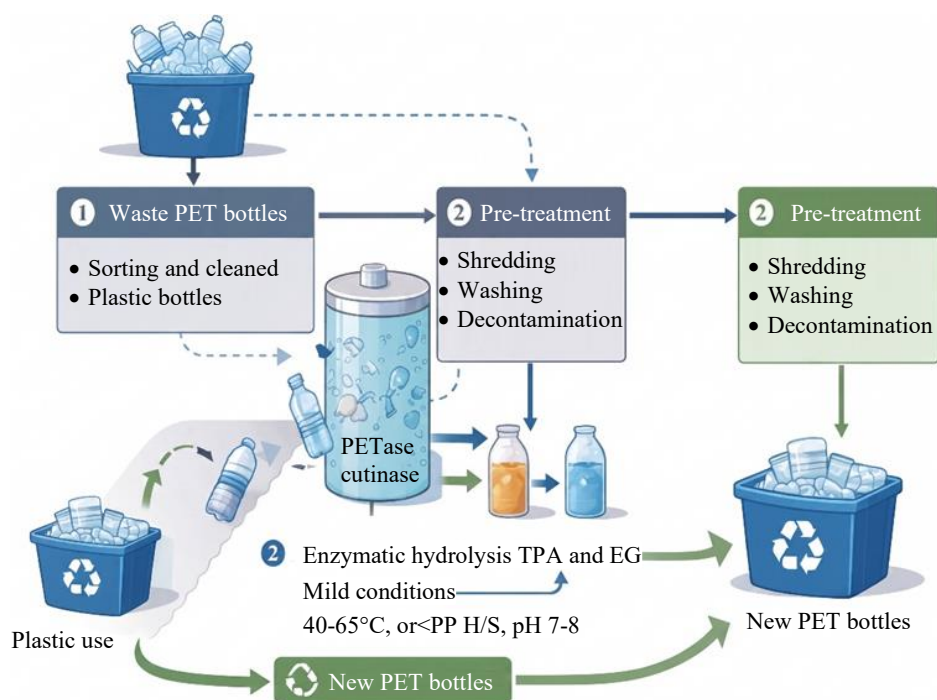 1 Waste PET bottles
• Sorting and cleaned
• Plastic bottles
2 Pre-treatment
• Shredding
• Washing
• Decontamination
2 Pre-treatment
• Shredding
• Washing
• Decontamination
PETase
cutinase
2 Enzymatic hydrolysis TPA and EG
Mild conditions
40-65°C, or<PP H/S, pH 7-8
Plastic use
New PET bottles
New PET bottles